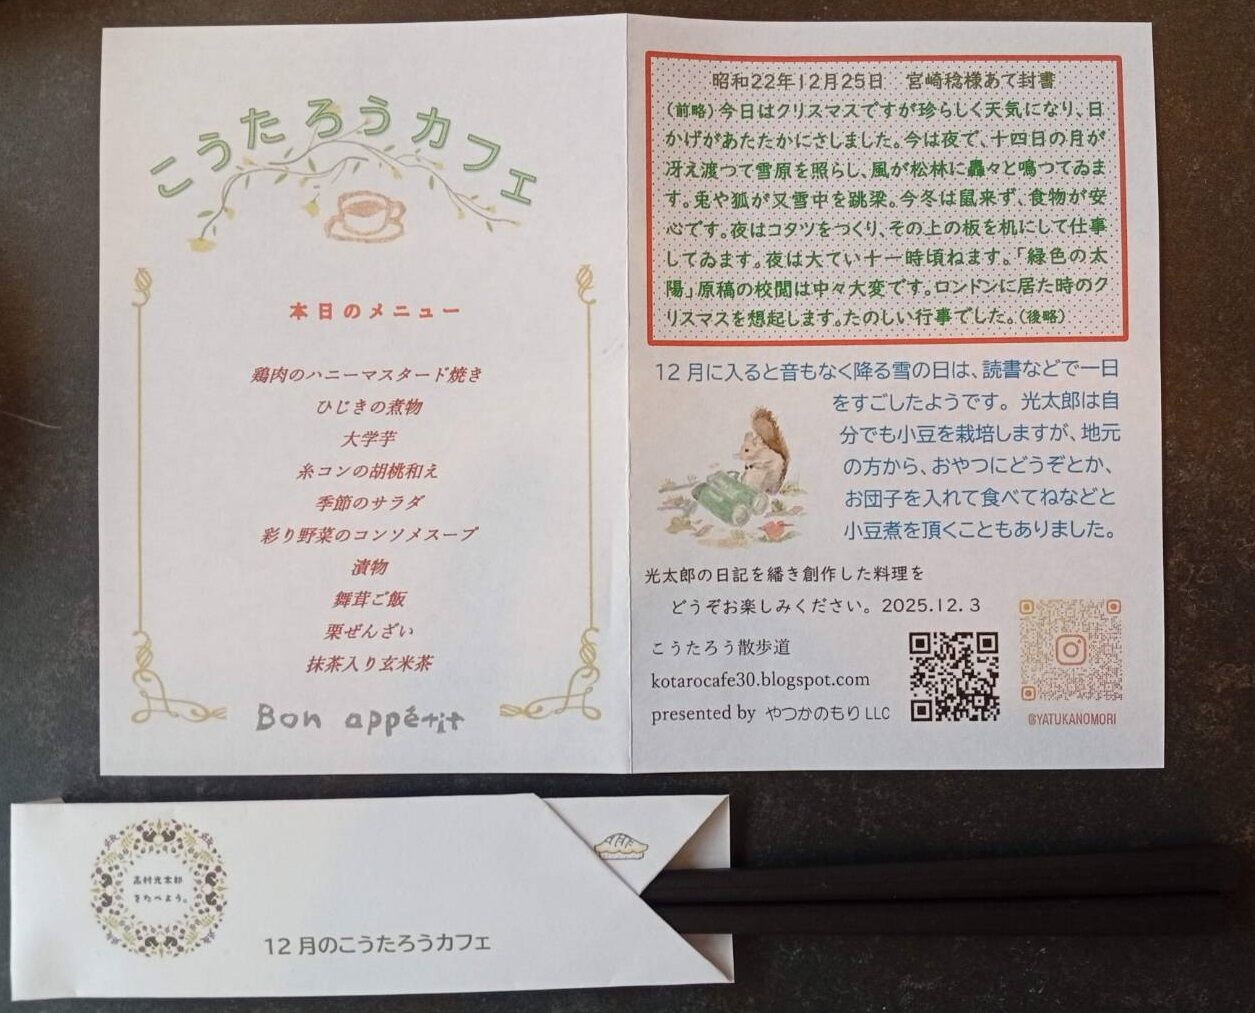 こうたろうカフェ
本日のメニュー
鶏肉のハニーマスタード焼き
ひじきの煮物
大学芋
糸コンの胡桃和え
季節のサラダ
彩り野菜のコンソメスープ
漬物
舞茸ご飯
栗ぜんざい
抹茶入り玄米茶
Bon appétit
昭和22年12月25日　宮崎稔様あて封書
（前略）今日はクリスマスですが珍らしく天気になり、日
かげがあたたかにさしました。今は夜で、十四日の月が
冴え渡つて雪原を照らし、風が松林に轟々と鳴つてゐま
す。兎や狐が又雪中を跳梁。今冬は鼠来ず、食物が安
心です。夜はコタツをつくり、その上の板を机にして仕事
してゐます。夜は大てい十一時頃ねます。「緑色の太
陽」原稿の校閲は中々大変です。ロンドンに居た時のク
リスマスを想起します。たのしい行事でした。（後略）
12月に入ると音もなく降る雪の日は、読書などで一日
をすごしたようです。光太郎は自
分でも小豆を栽培しますが、地元
の方から、おやつにどうぞとか、
お団子を入れて食べてねなどと
小豆煮を頂くこともありました。
光太郎の日記を繙き創作した料理を
どうぞお楽しみください。2025.12.3
こうたろう散歩道
kotarocafe30.blogspot.com
presented by やつかのもり LLC
@YATUKANOMORI
高村光太郎
をたべよう。
12月のこうたろうカフェ